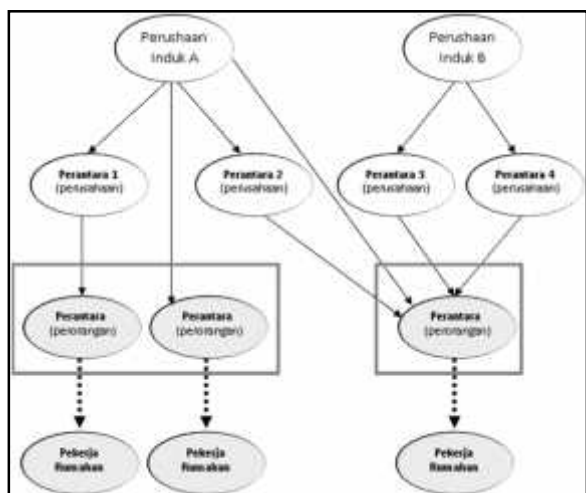 Perushaan
Induk A
Perushaan
Induk B
Perantara 1
(perusahaan)
Perantara 2
(perusahaan)
Perantara 3
(perusahaan)
Perantara 4
(perusahaan)
Perantara
(perorangan)
Perantara
(perorangan)
Perantara
(perorangan)
Pekerja
Rumahan
Pekerja
Rumahan
Pekerja
Rumahan